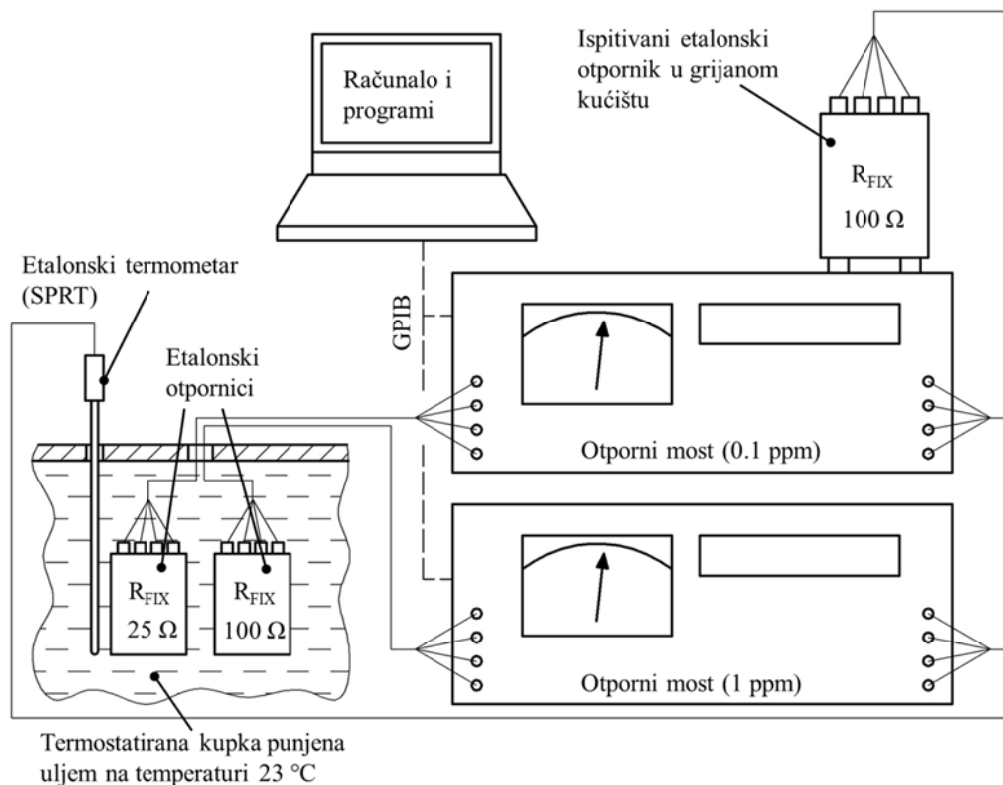 Računalo i
programi
Ispitivani etalonski
otpornik u grijanom
kućištu
R_FIX
100 Ω
Etalonski termometar
(SPRT)
GPIB
Etalonski
otpornici
Otporni most (0.1 ppm)
R_FIX
25 Ω
R_FIX
100 Ω
Otporni most (1 ppm)
Termostatirana kupka punjena
uljem na temperaturi 23 °C